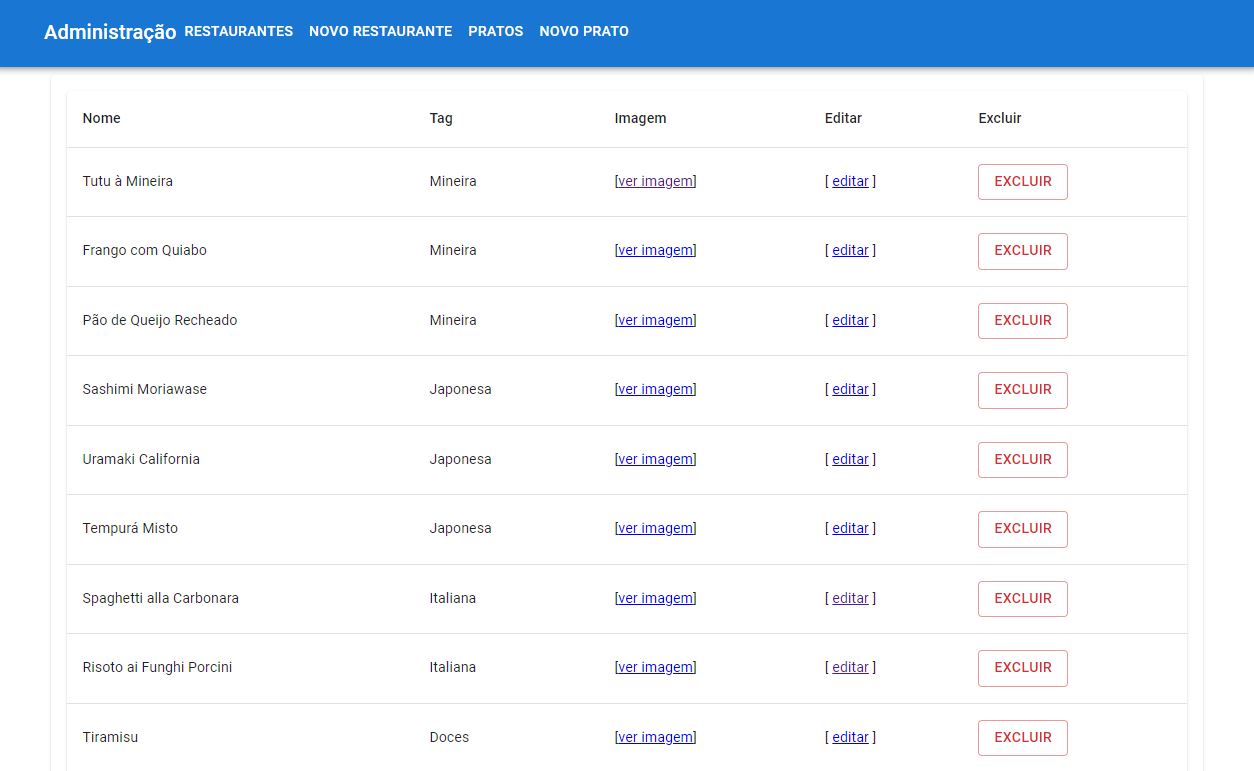 Administração RESTAURANTES NOVO RESTAURANTE PRATOS NOVO PRATO
Nome Tag Imagem Editar Excluir
Tutu à Mineira Mineira [ver imagem] [ editar ] EXCLUIR
Frango com Quiabo Mineira [ver imagem] [ editar ] EXCLUIR
Pão de Queijo Recheado Mineira [ver imagem] [ editar ] EXCLUIR
Sashimi Moriawase Japonesa [ver imagem] [ editar ] EXCLUIR
Uramaki California Japonesa [ver imagem] [ editar ] EXCLUIR
Tempurá Misto Japonesa [ver imagem] [ editar ] EXCLUIR
Spaghetti alla Carbonara Italiana [ver imagem] [ editar ] EXCLUIR
Risoto ai Funghi Porcini Italiana [ver imagem] [ editar ] EXCLUIR
Tiramisu Doces [ver imagem] [ editar ] EXCLUIR